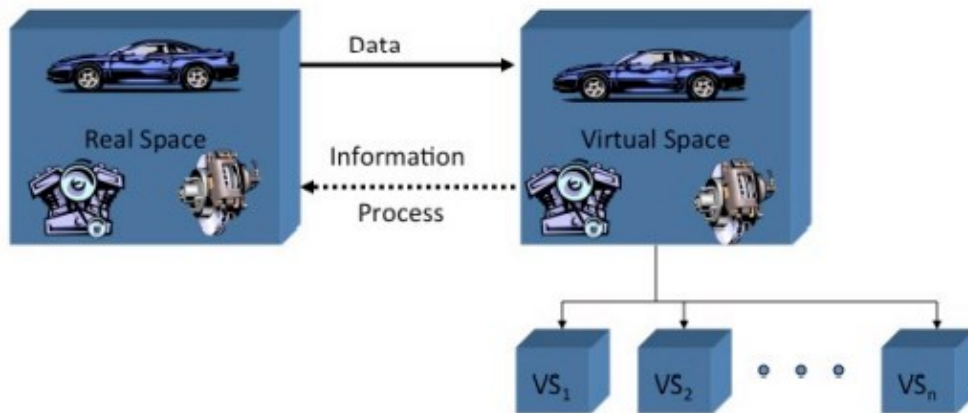 Data
Real Space
Virtual Space
Information
Process
VS₁
VS₂
VSₙ